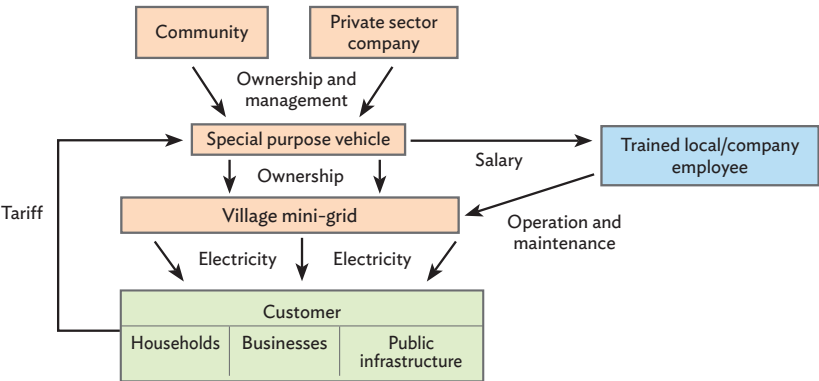 Community
Private sector
company
Ownership and
management
Special purpose vehicle
Salary
Trained local/company
employee
Ownership
Tariff
Village mini-grid
Operation and
maintenance
Electricity
Electricity
Customer
Households
Businesses
Public
infrastructure